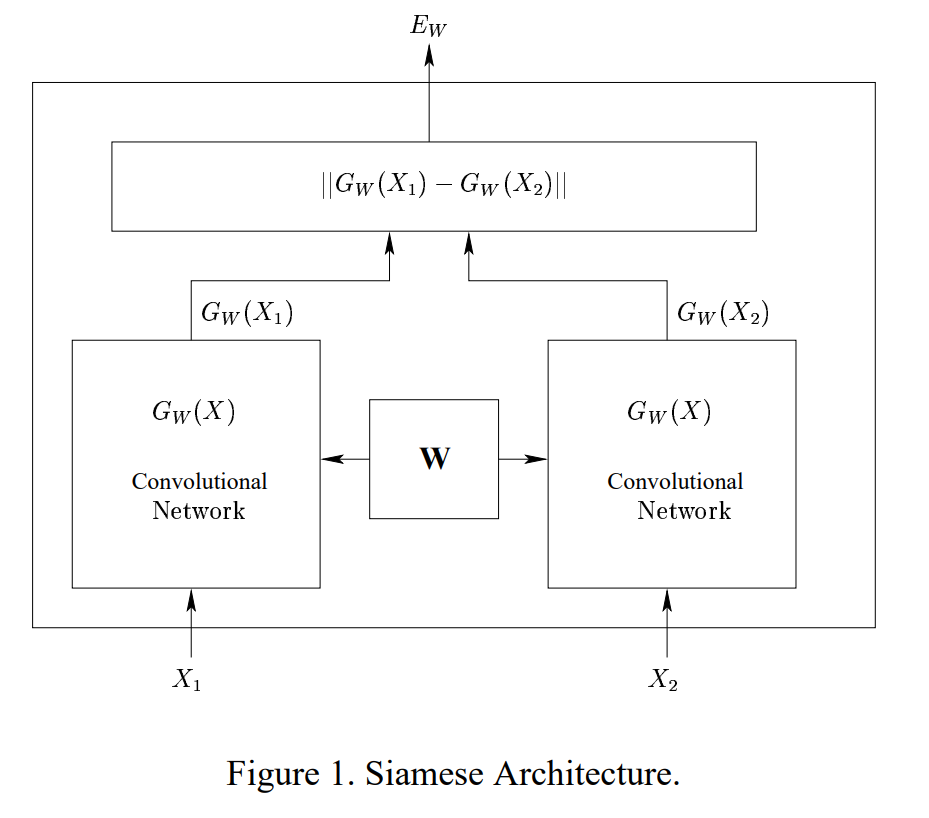 E_W
||G_W(X_1) − G_W(X_2)||
G_W(X_1)
G_W(X_2)
G_W(X)
Convolutional
Network
W
G_W(X)
Convolutional
Network
X_1
X_2
Figure 1. Siamese Architecture.